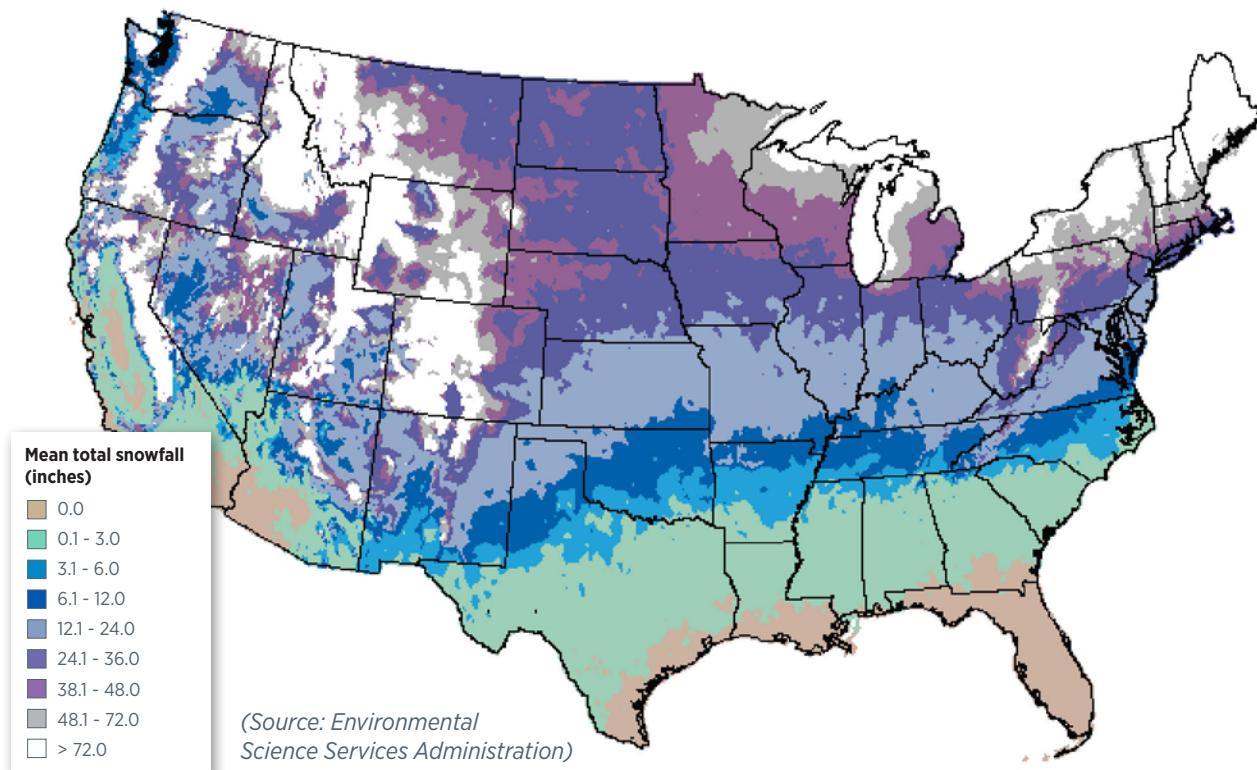 Mean total snowfall
(inches)
0.0
0.1 - 3.0
3.1 - 6.0
6.1 - 12.0
12.1 - 24.0
24.1 - 36.0
38.1 - 48.0
48.1 - 72.0
> 72.0
(Source: Environmental
Science Services Administration)